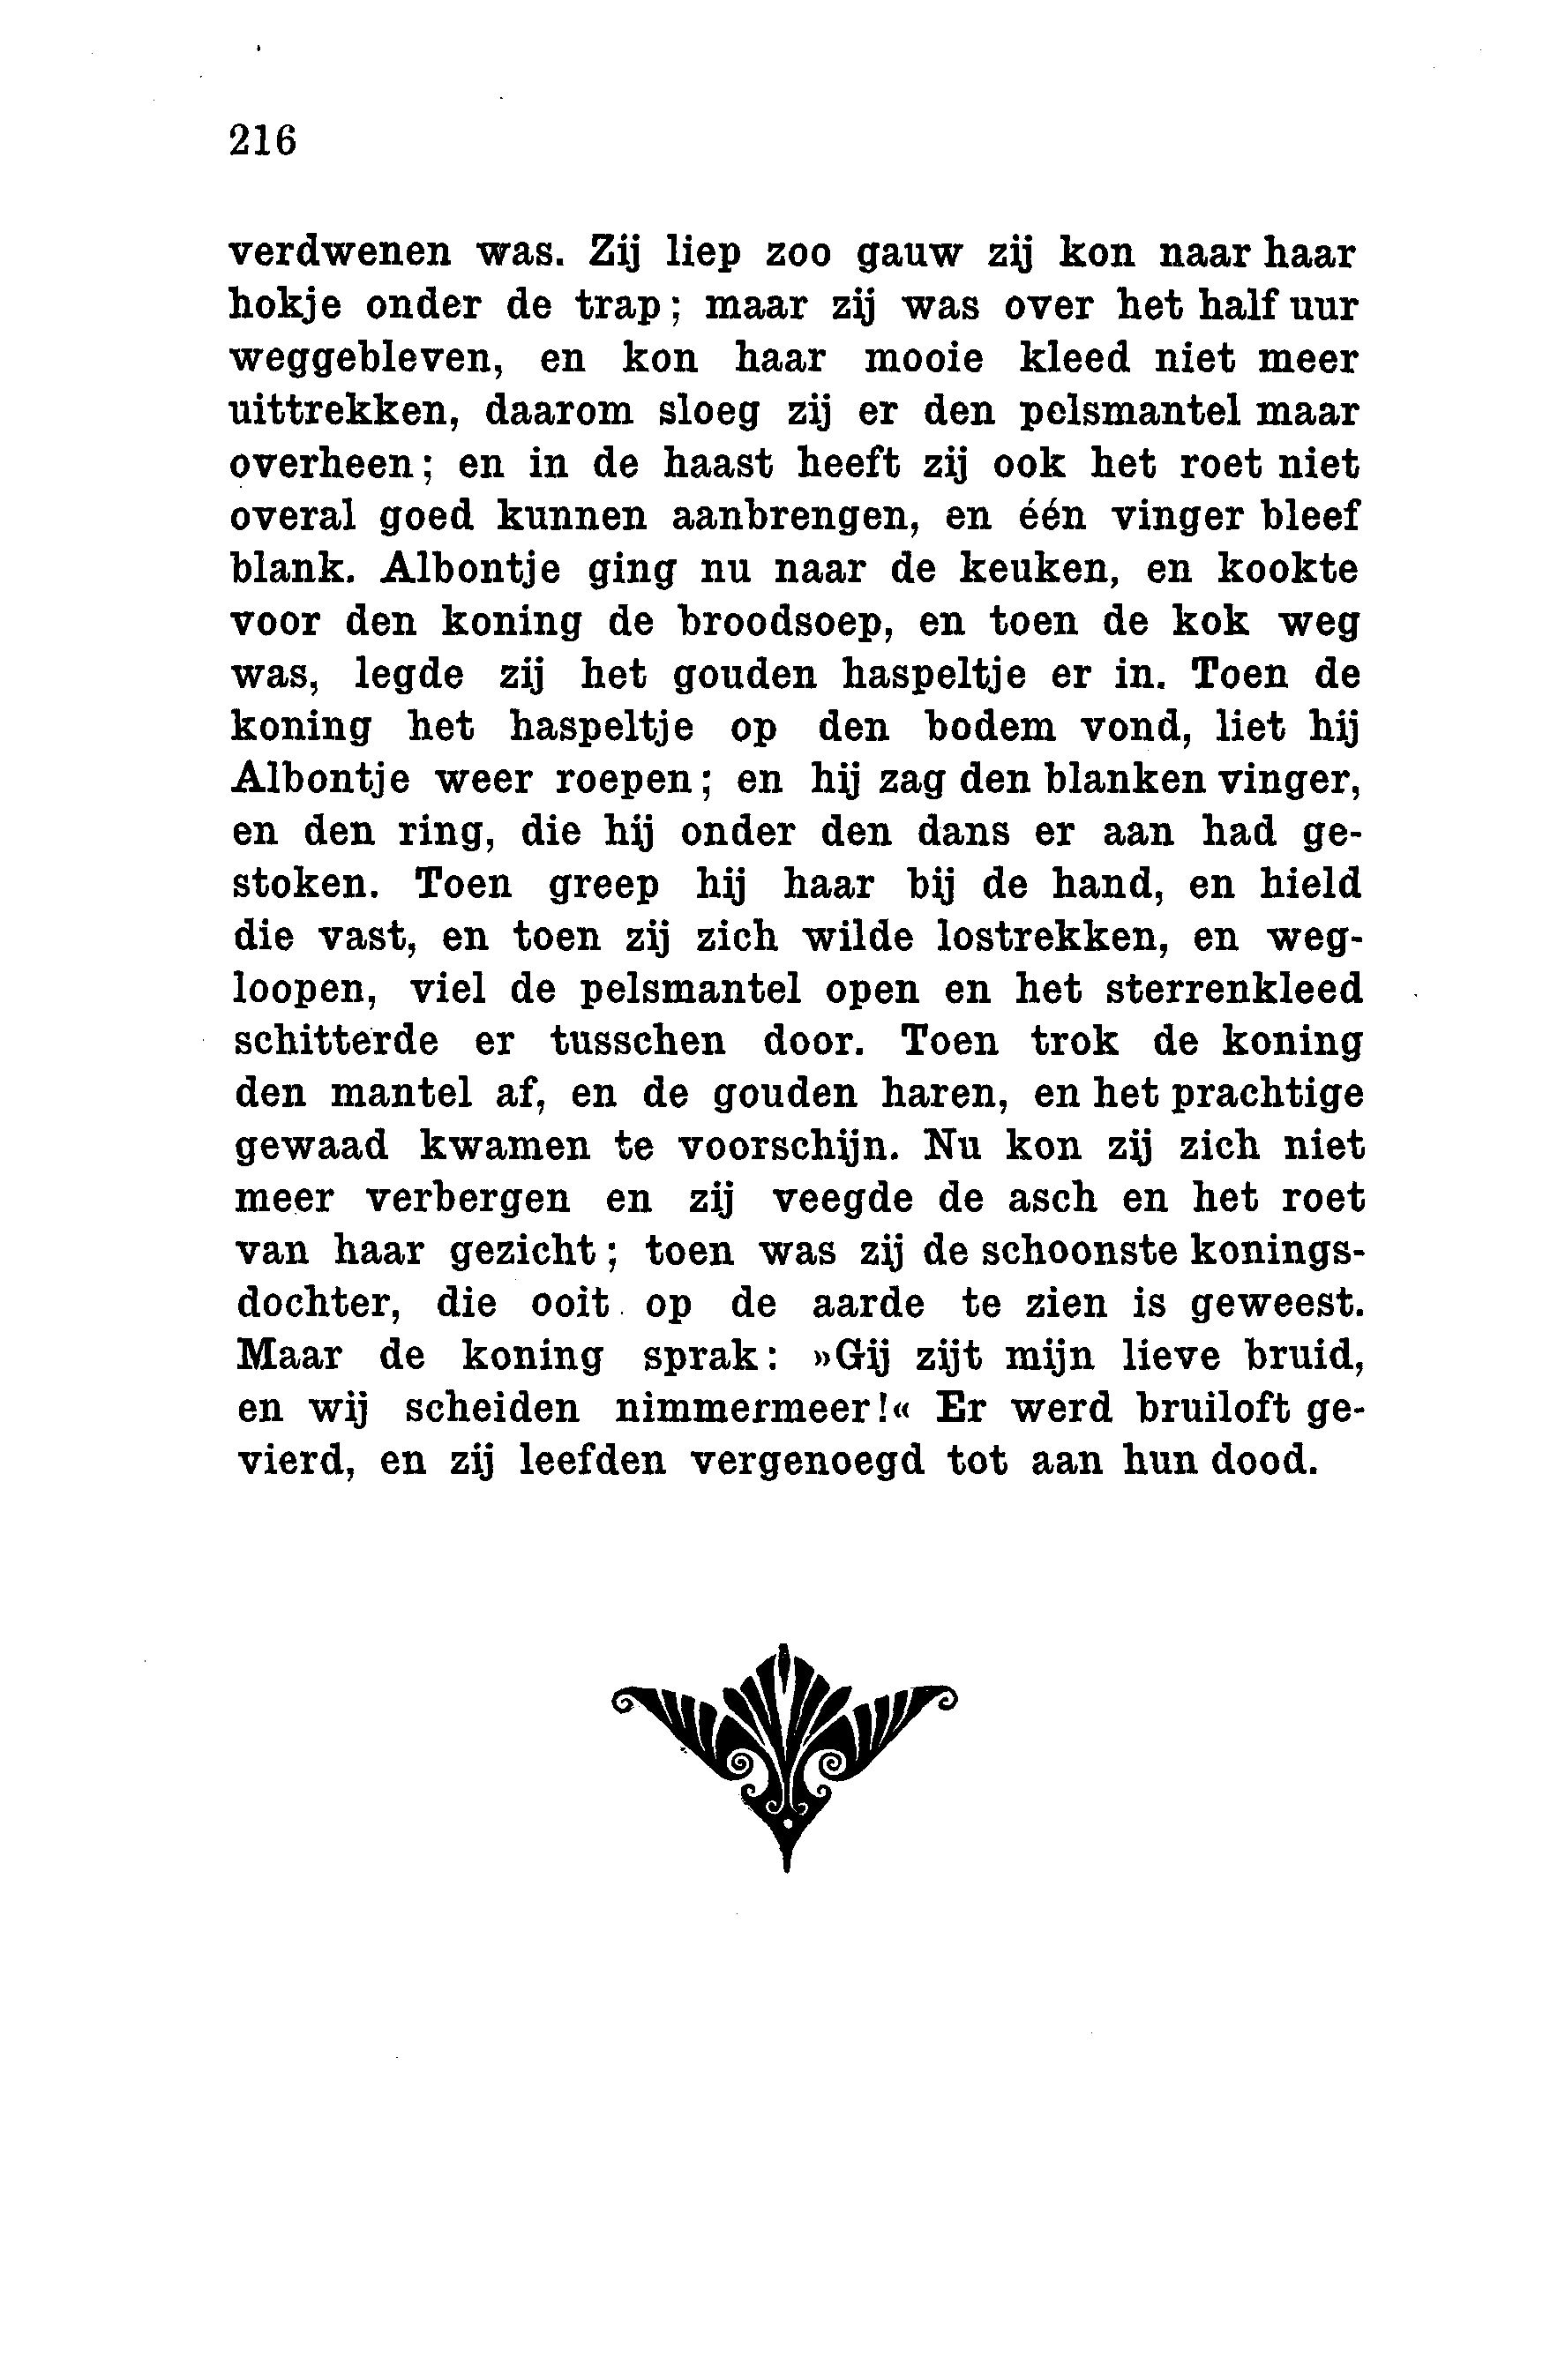 216
verdwenen was. Zij liep zoo gauw zij kon naar haar
hokje onder de trap; maar zij was over het half uur
weggebleven, en kon haar mooie kleed niet meer
uittrekken, daarom sloeg zij er den pelsmantel maar
overheen; en in de haast heeft zij ook het roet niet
overal goed kunnen aanbrengen, en één vinger bleef
blank. Albontje ging nu naar de keuken, en kookte
voor den koning de broodsoep, en toen de kok weg
was, legde zij het gouden haspeltje er in. Toen de
koning het haspeltje op den bodem vond, liet hij
Albontje weer roepen; en hij zag den blanken vinger,
en den ring, die hij onder den dans er aan had ge-
stoken. Toen greep hij haar bij de hand, en hield
die vast, en toen zij zich wilde lostrekken, en weg-
loopen, viel de pelsmantel open en het sterrenkleed
schitterde er tusschen door. Toen trok de koning
den mantel af, en de gouden haren, en het prachtige
gewaad kwamen te voorschijn. Nu kon zij zich niet
meer verbergen en zij veegde de asch en het roet
van haar gezicht; toen was zij de schoonste konings-
dochter, die ooit op de aarde te zien is geweest.
Maar de koning sprak: »Gij zijt mijn lieve bruid,
en wij scheiden nimmermeer!« Er werd bruiloft ge-
vierd, en zij leefden vergenoegd tot aan hun dood.